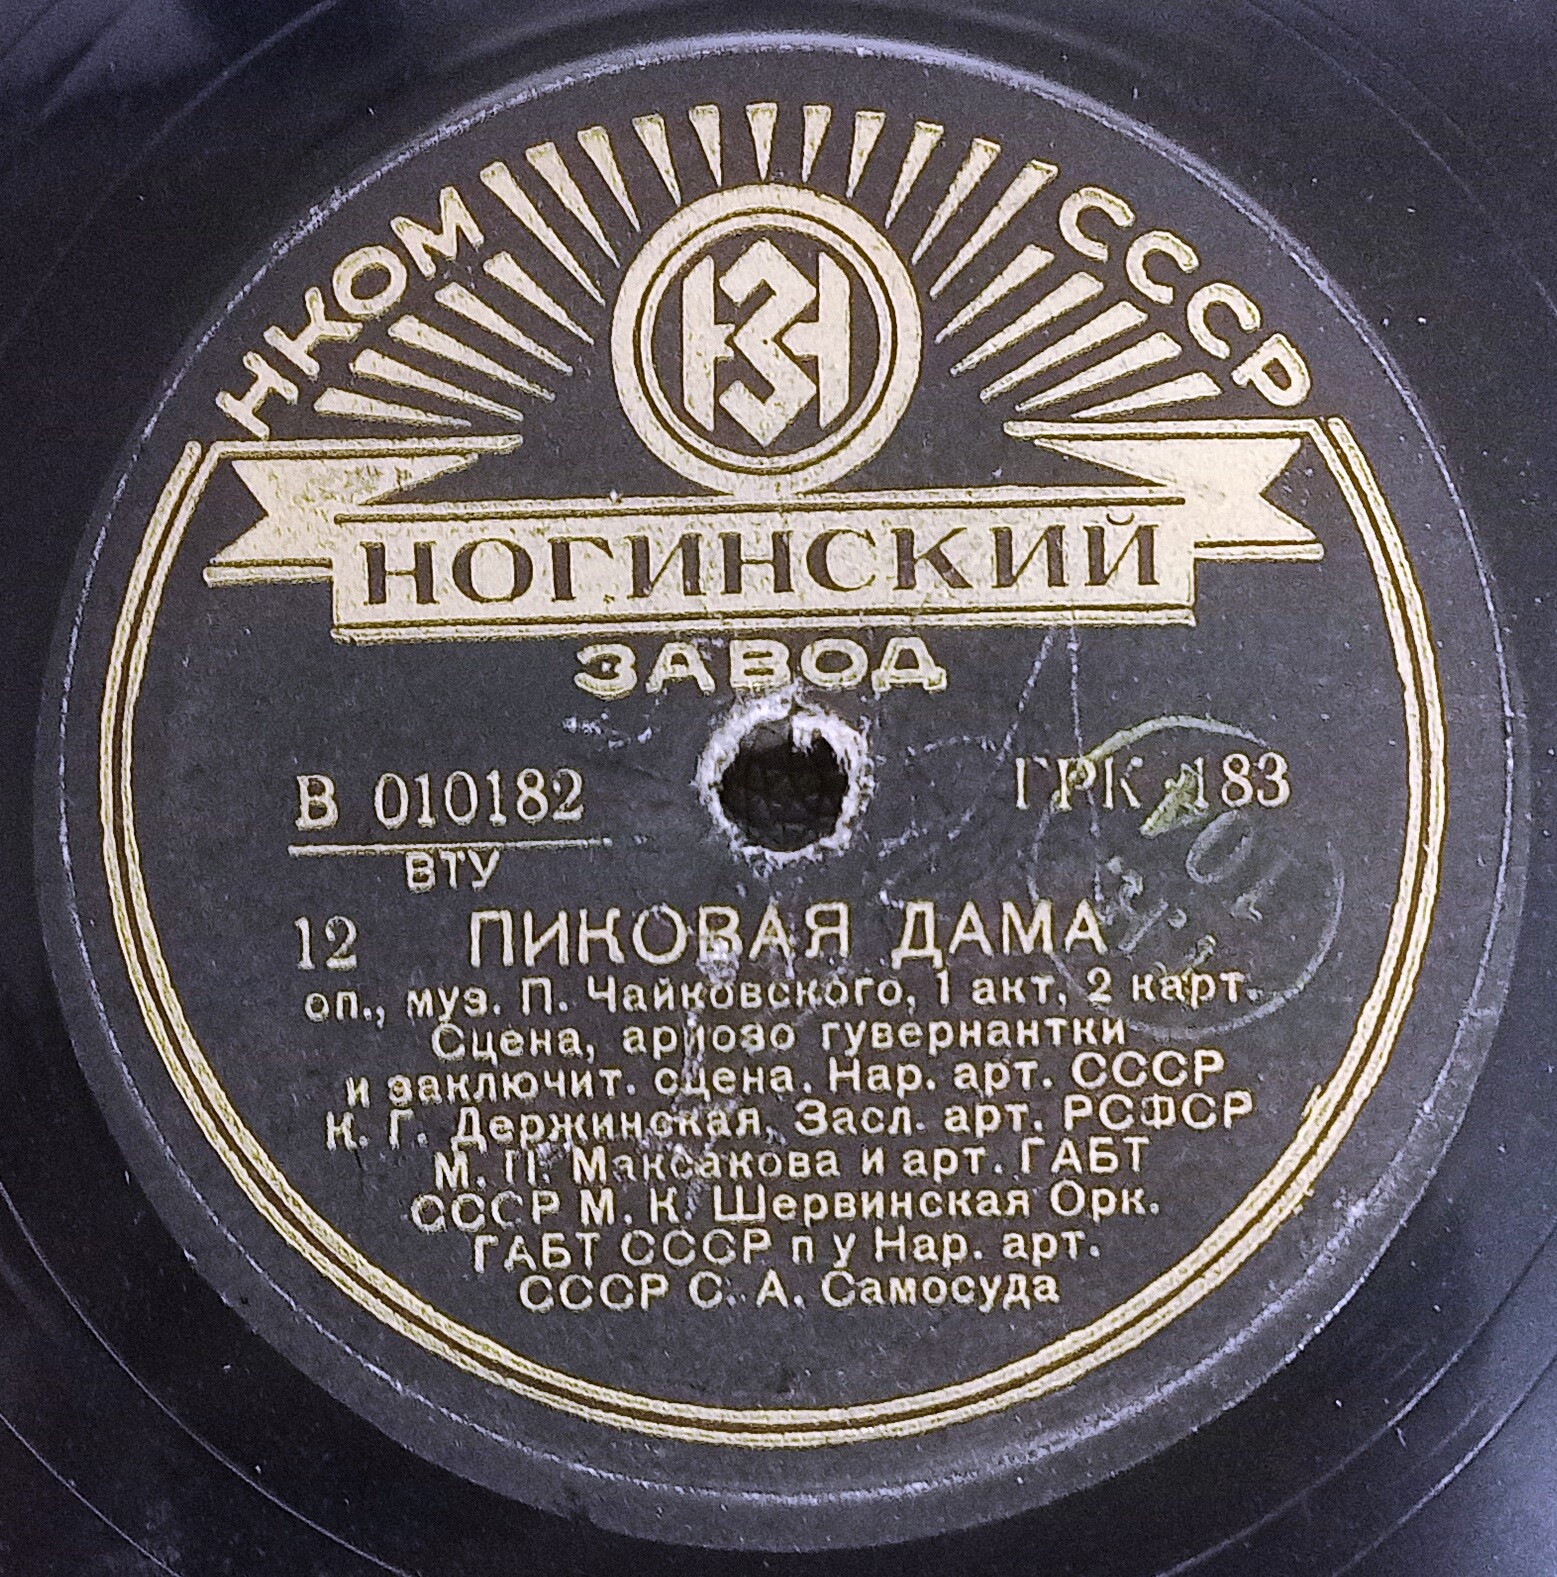 НКОМ СССР
НЗ
НОГИНСКИЙ
ЗАВОД
В 010182 ГРК 183
ВТУ
12 ПИКОВАЯ ДАМА
оп., муз. П. Чайковского, 1 акт, 2 карт.
Сцена, ариозо гувернантки
и заключит. сцена. Нар. арт. СССР
К. Г. Держинская, Засл. арт. РСФСР
М. П. Максакова и арт. ГАБТ
СССР М. К. Шервинская Орк.
ГАБТ СССР п у Нар. арт.
СССР С. А. Самосуда